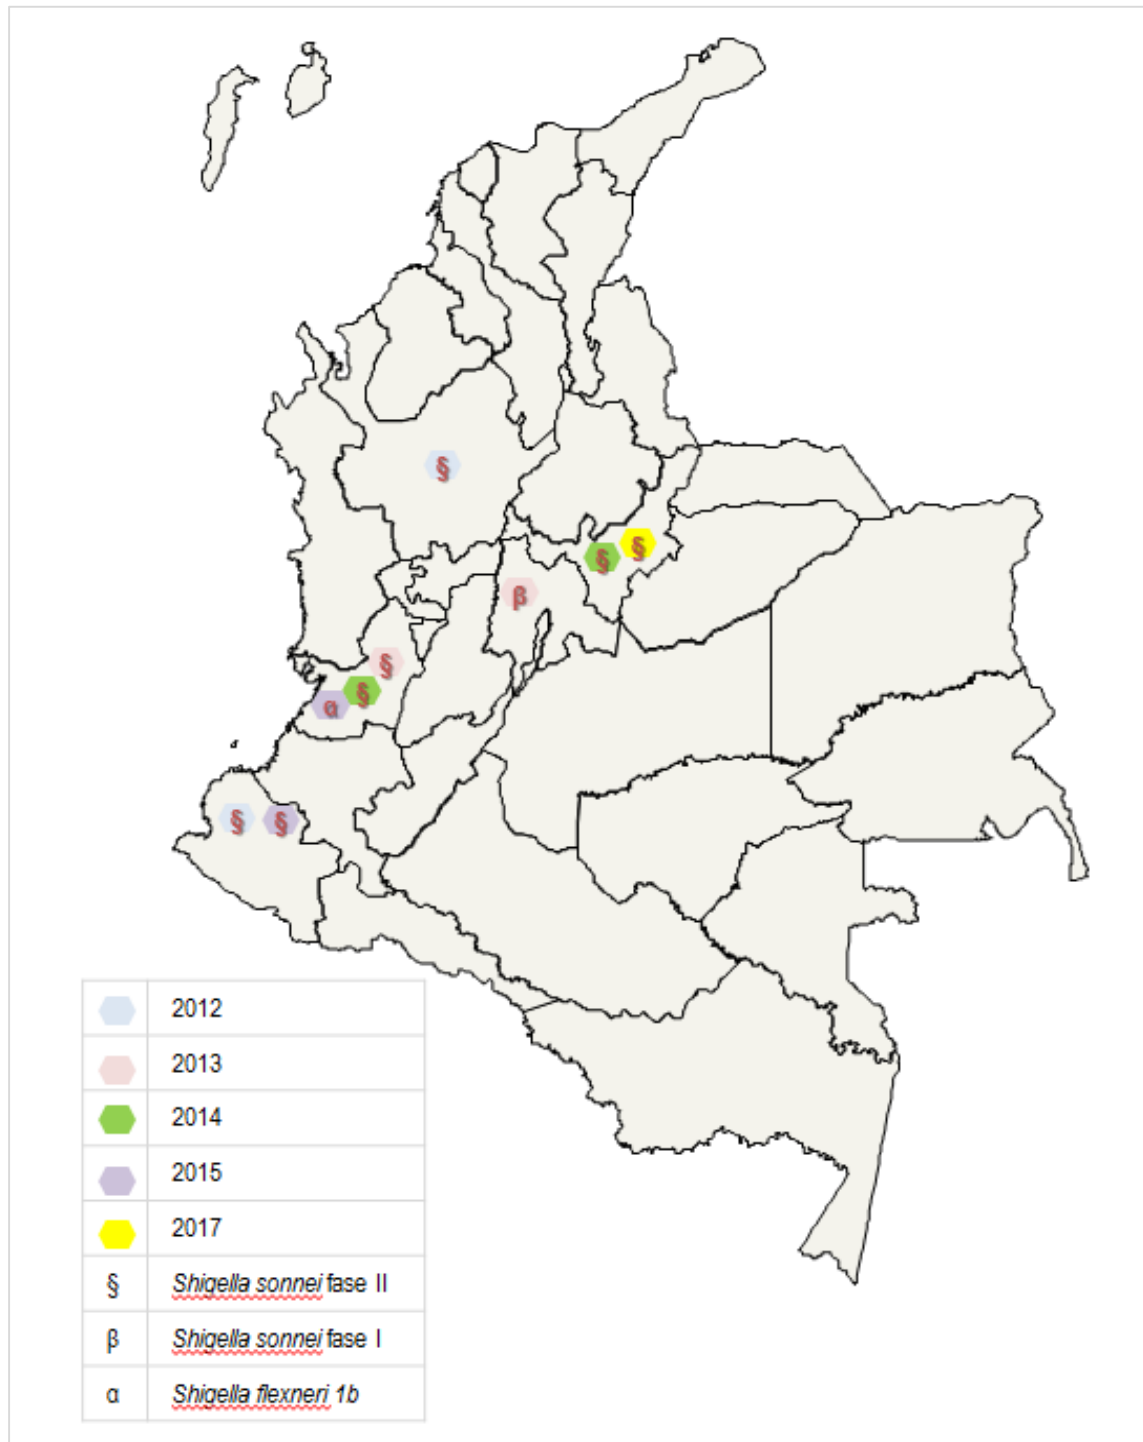 §
§
§
β
§
§
α
§
§
2012
2013
2014
2015
2017
§ Shigella sonnei fase II
β Shigella sonnei fase I
α Shigella flexneri 1b